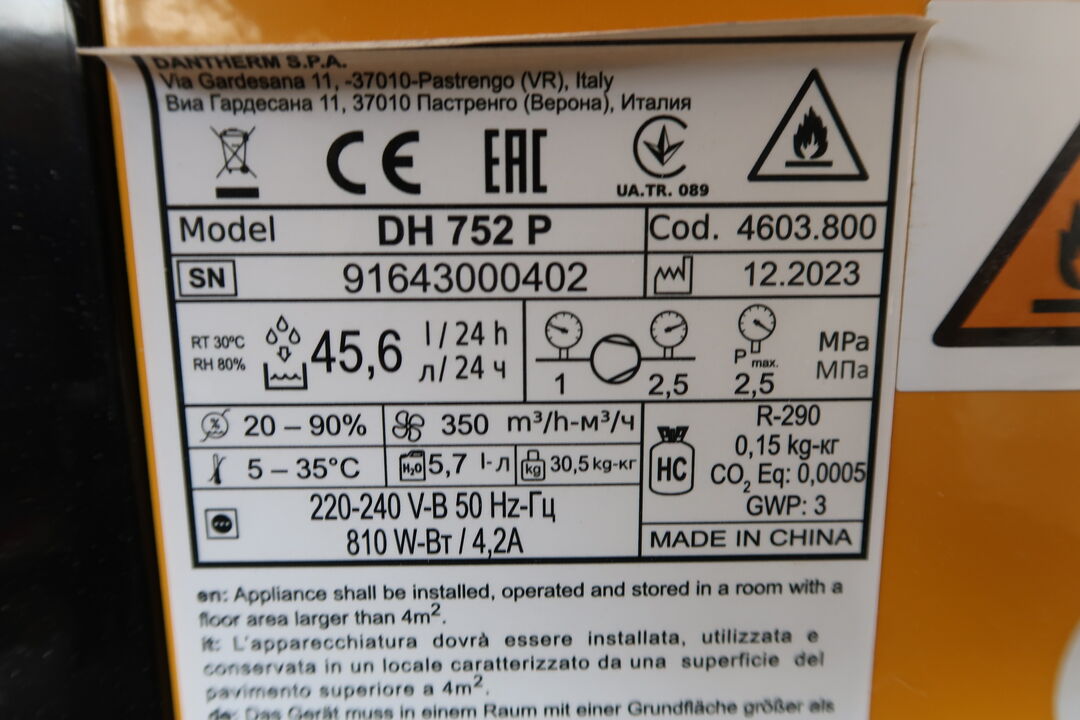 DANTHERM S.P.A.
Via Gardesana 11, -37010-Pastrengo (VR), Italy
Виа Гардесана 11, 37010 Пастренго (Верона), Италия
CE EAC
UA.TR. 089
Model DH 752 P Cod. 4603.800
SN 91643000402 12.2023
RT 30ºC
RH 80%
45,6 l / 24 h
л/ 24 ч
1 2,5 P max. 2,5 MPa
МПа
20 – 90% 350 m³/h-м³/ч
5 – 35°C H₂O 5,7 l-л kg 30,5 kg-кг
220-240 V-В 50 Hz-Гц
810 W-Вт / 4,2A
HC
R-290
0,15 kg-кг
CO₂ Eq: 0,0005
GWP: 3
MADE IN CHINA
en: Appliance shall be installed, operated and stored in a room with a
floor area larger than 4m².
it: L'apparecchiatura dovrà essere installata, utilizzata e
conservata in un locale caratterizzato da una superficie del
pavimento superiore a 4m².
de: Das Gerät muss in einem Raum mit einer Grundfläche größer als